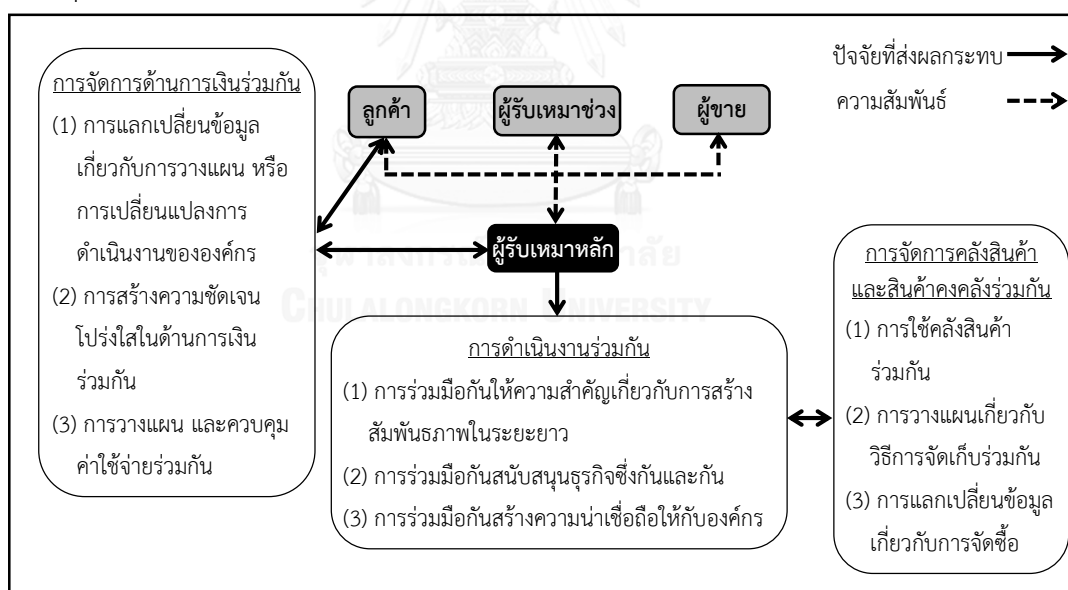 ปัจจัยที่ส่งผลกระทบ
ความสัมพันธ์
การจัดการด้านการเงินร่วมกัน
(1) การแลกเปลี่ยนข้อมูล
เกี่ยวกับการวางแผน หรือ
การเปลี่ยนแปลงการ
ดำเนินงานขององค์กร
(2) การสร้างความชัดเจน
โปร่งใสในด้านการเงิน
ร่วมกัน
(3) การวางแผน และควบคุม
ค่าใช้จ่ายร่วมกัน
ลูกค้า
ผู้รับเหมาช่วง
ผู้ขาย
ผู้รับเหมาหลัก
CHULALONGKORN UNIVERSITY
การดำเนินงานร่วมกัน
(1) การร่วมมือกันให้ความสำคัญเกี่ยวกับการสร้าง
สัมพันธภาพในระยะยาว
(2) การร่วมมือกันสนับสนุนธุรกิจซึ่งกันและกัน
(3) การร่วมมือกันสร้างความน่าเชื่อถือให้กับองค์กร
การจัดการคลังสินค้า
และสินค้าคงคลังร่วมกัน
(1) การใช้คลังสินค้า
ร่วมกัน
(2) การวางแผนเกี่ยวกับ
วิธีการจัดเก็บร่วมกัน
(3) การแลกเปลี่ยนข้อมูล
เกี่ยวกับการจัดซื้อ